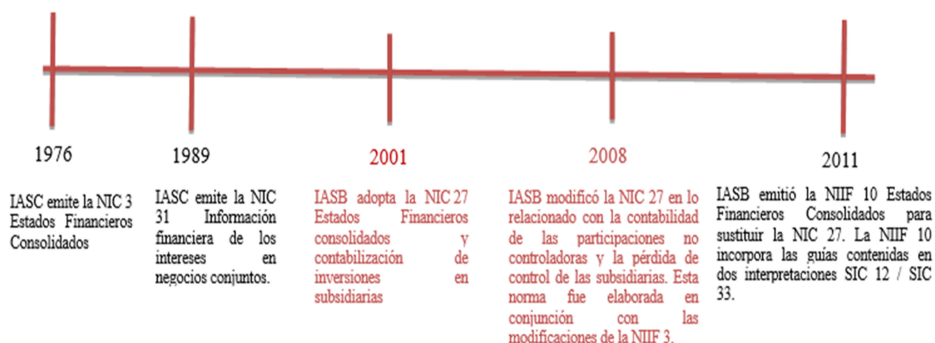 1976
IASC emite la NIC 3
Estados Financieros
Consolidados
1989
IASC emite la NIC
31 Información
financiera de los
intereses en
negocios conjuntos.
2001
IASB adopta la NIC 27
Estados Financieros
consolidados y
contabilización de
inversiones en
subsidiarias
2008
IASB modificó la NIC 27 en lo
relacionado con la contabilidad
de las participaciones no
controladoras y la pérdida de
control de las subsidiarias. Esta
norma fue elaborada en
conjunción con las
modificaciones de la NIIF 3.
2011
IASB emitió la NIIF 10 Estados
Financieros Consolidados para
sustituir la NIC 27. La NIIF 10
incorpora las guías contenidas en
dos interpretaciones SIC 12 / SIC
33.